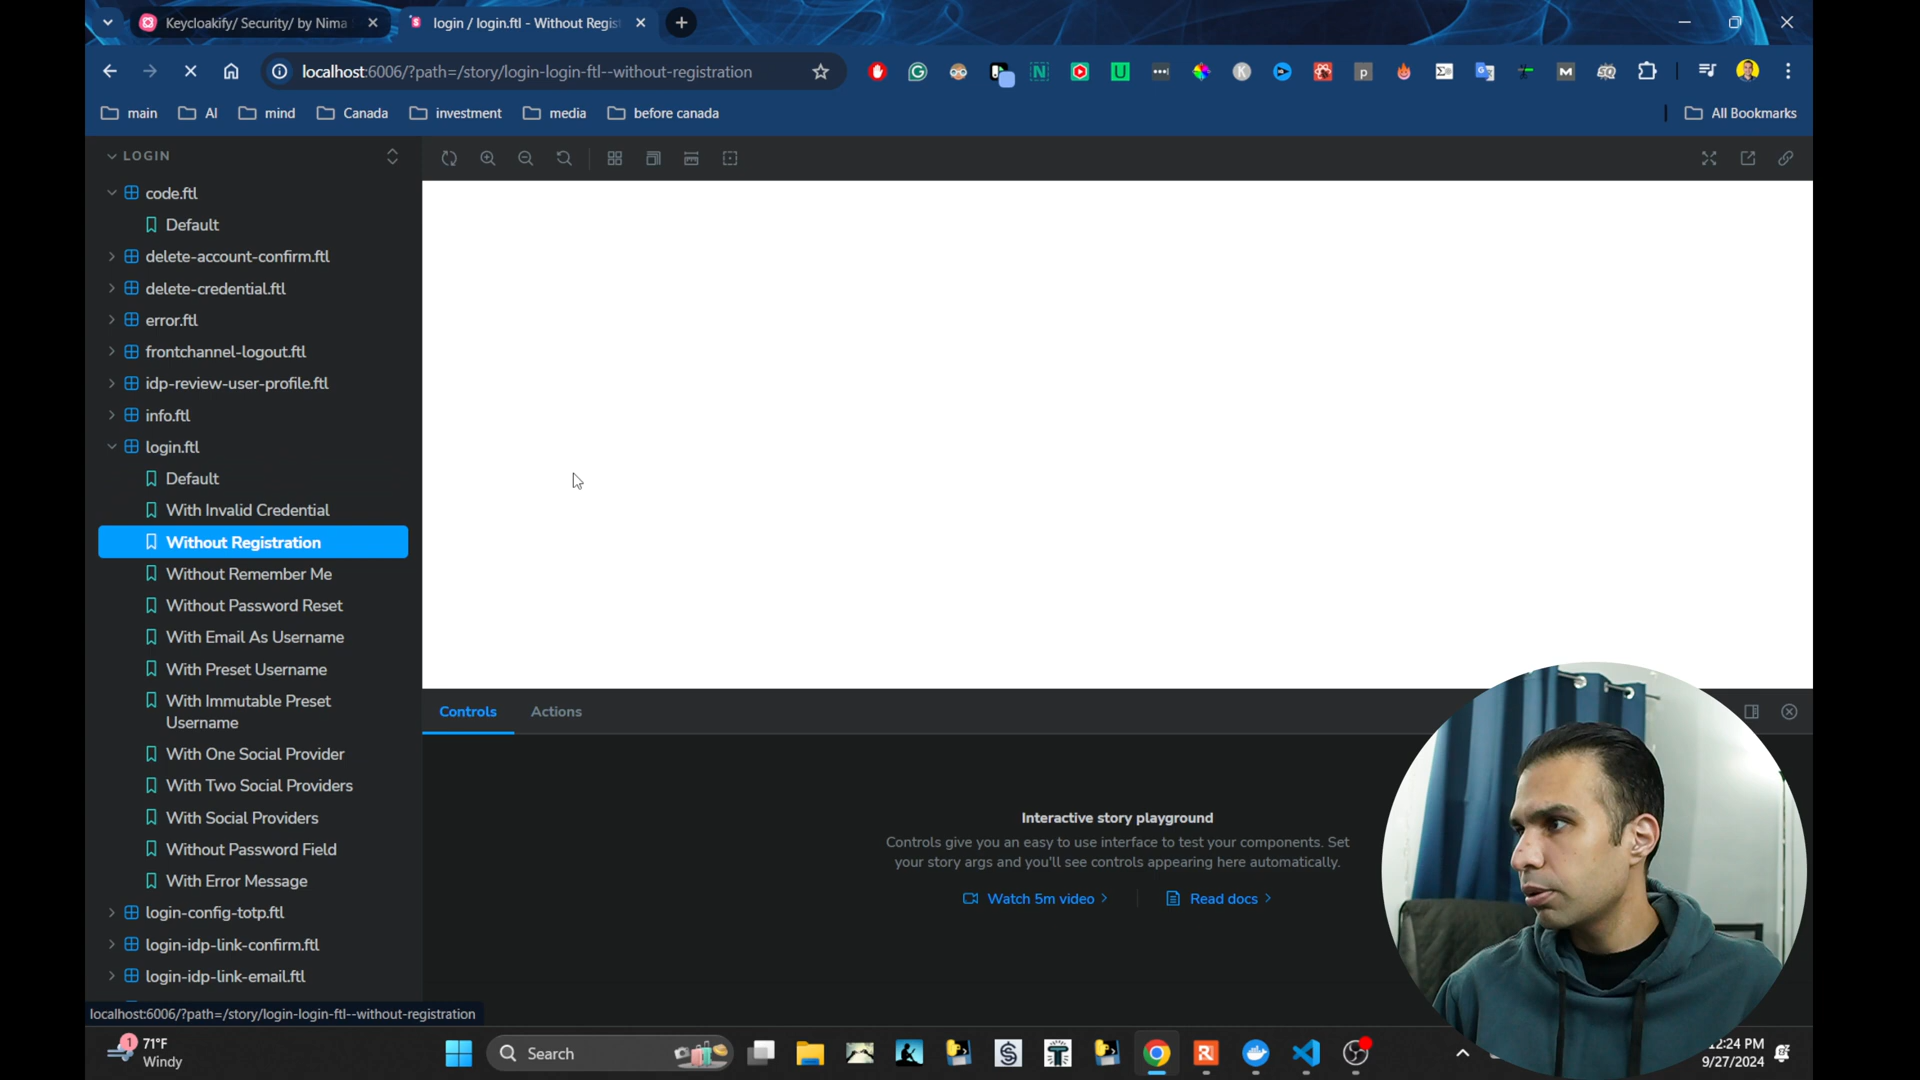 Keycloakify/ Security/ by Nima
login / login.ftl - Without Regis
localhost:6006/?path=/story/login-login-ftl--without-registration
main
AI
mind
Canada
investment
media
before canada
All Bookmarks
LOGIN
code.ftl
Default
delete-account-confirm.ftl
delete-credential.ftl
error.ftl
frontchannel-logout.ftl
idp-review-user-profile.ftl
info.ftl
login.ftl
Default
With Invalid Credential
Without Registration
Without Remember Me
Without Password Reset
With Email As Username
With Preset Username
With Immutable Preset
Username
With One Social Provider
With Two Social Providers
With Social Providers
Without Password Field
With Error Message
login-config-totp.ftl
login-idp-link-confirm.ftl
login-idp-link-email.ftl
Controls
Actions
Interactive story playground
Controls give you an easy to use interface to test your components. Set
your story args and you'll see controls appearing here automatically.
Watch 5m video
Read docs
localhost:6006/?path=/story/login-login-ftl--without-registration
1
71°F
Windy
Search
12:24 PM
9/27/2024